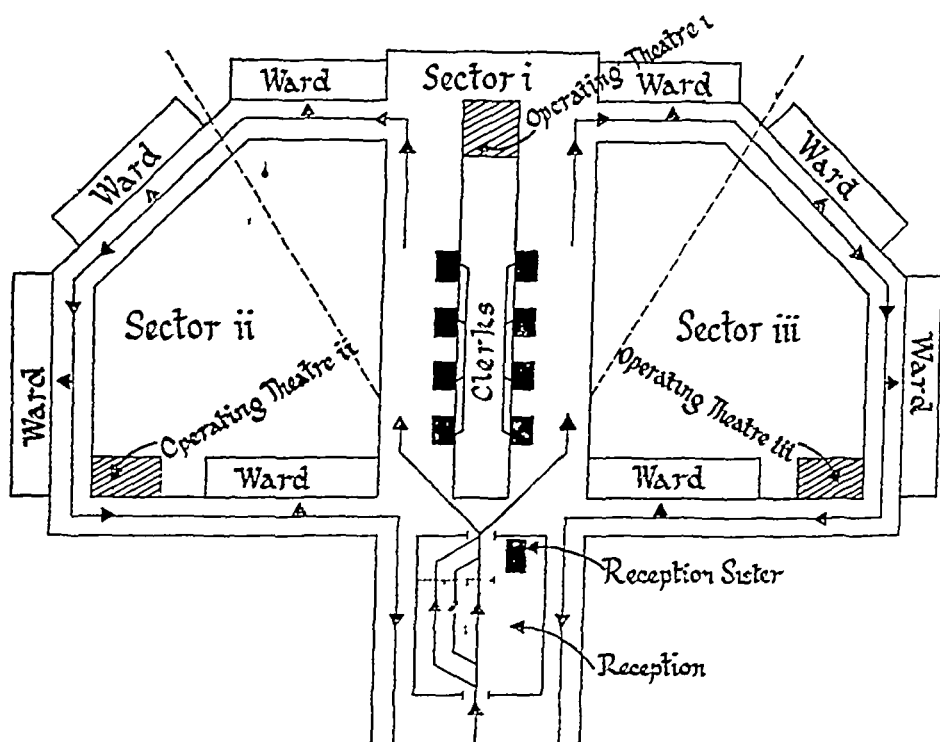 Ward
Sector i
Operating Theatre i
Ward
Ward
Ward
Sector ii
Clerks
Sector iii
Operating Theatre ii
Operating Theatre iii
Ward
Ward
Ward
Ward
Reception Sister
Reception